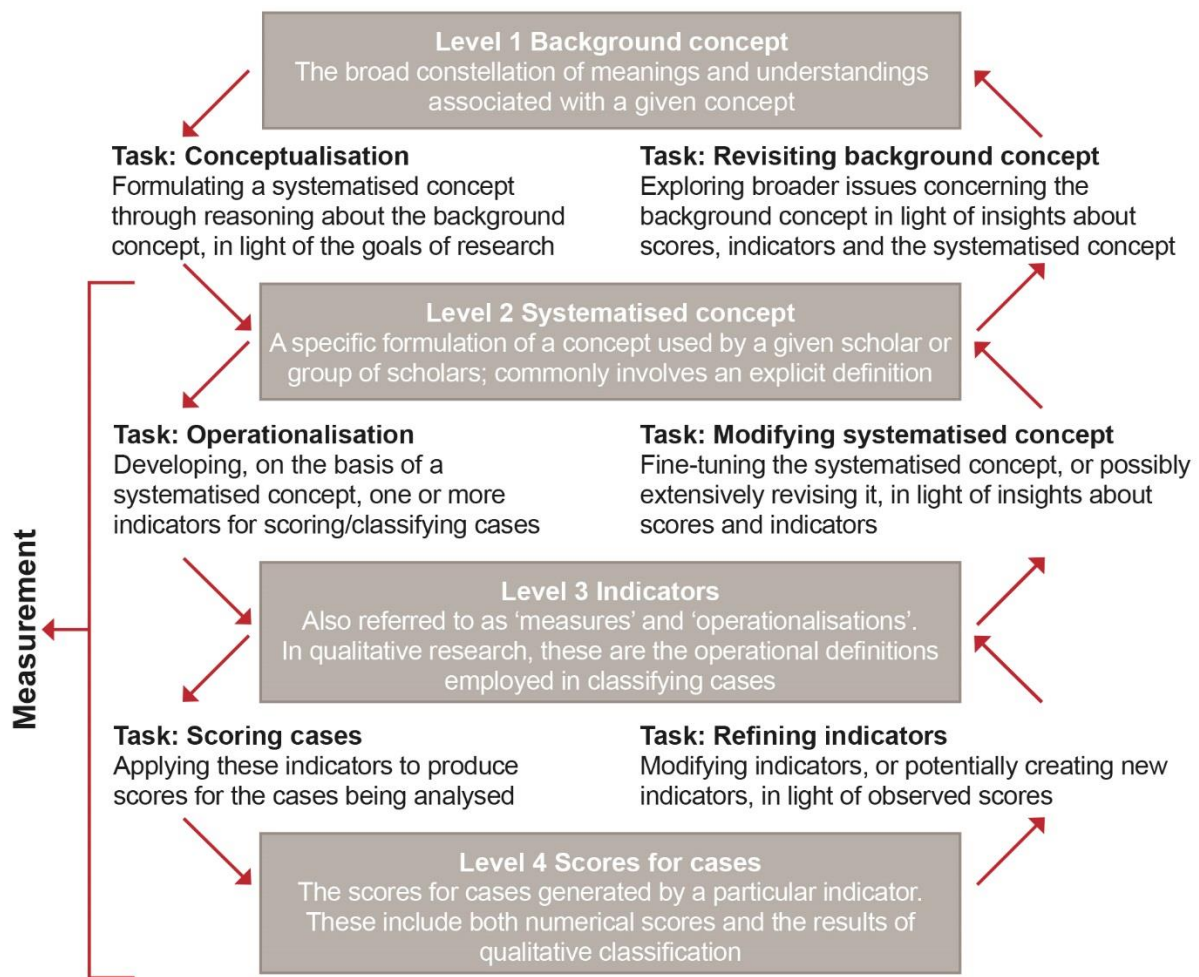 Level 1 Background concept
The broad constellation of meanings and understandings
associated with a given concept
Task: Conceptualisation
Formulating a systematised concept
through reasoning about the background
concept, in light of the goals of research
Task: Revisiting background concept
Exploring broader issues concerning the
background concept in light of insights about
scores, indicators and the systematised concept
Level 2 Systematised concept
A specific formulation of a concept used by a given scholar or
group of scholars; commonly involves an explicit definition
Task: Operationalisation
Developing, on the basis of a
systematised concept, one or more
indicators for scoring/classifying cases
Task: Modifying systematised concept
Fine-tuning the systematised concept, or possibly
extensively revising it, in light of insights about
scores and indicators
Measurement
Level 3 Indicators
Also referred to as ‘measures’ and ‘operationalisations’.
In qualitative research, these are the operational definitions
employed in classifying cases
Task: Scoring cases
Applying these indicators to produce
scores for the cases being analysed
Task: Refining indicators
Modifying indicators, or potentially creating new
indicators, in light of observed scores
Level 4 Scores for cases
The scores for cases generated by a particular indicator.
These include both numerical scores and the results of
qualitative classification